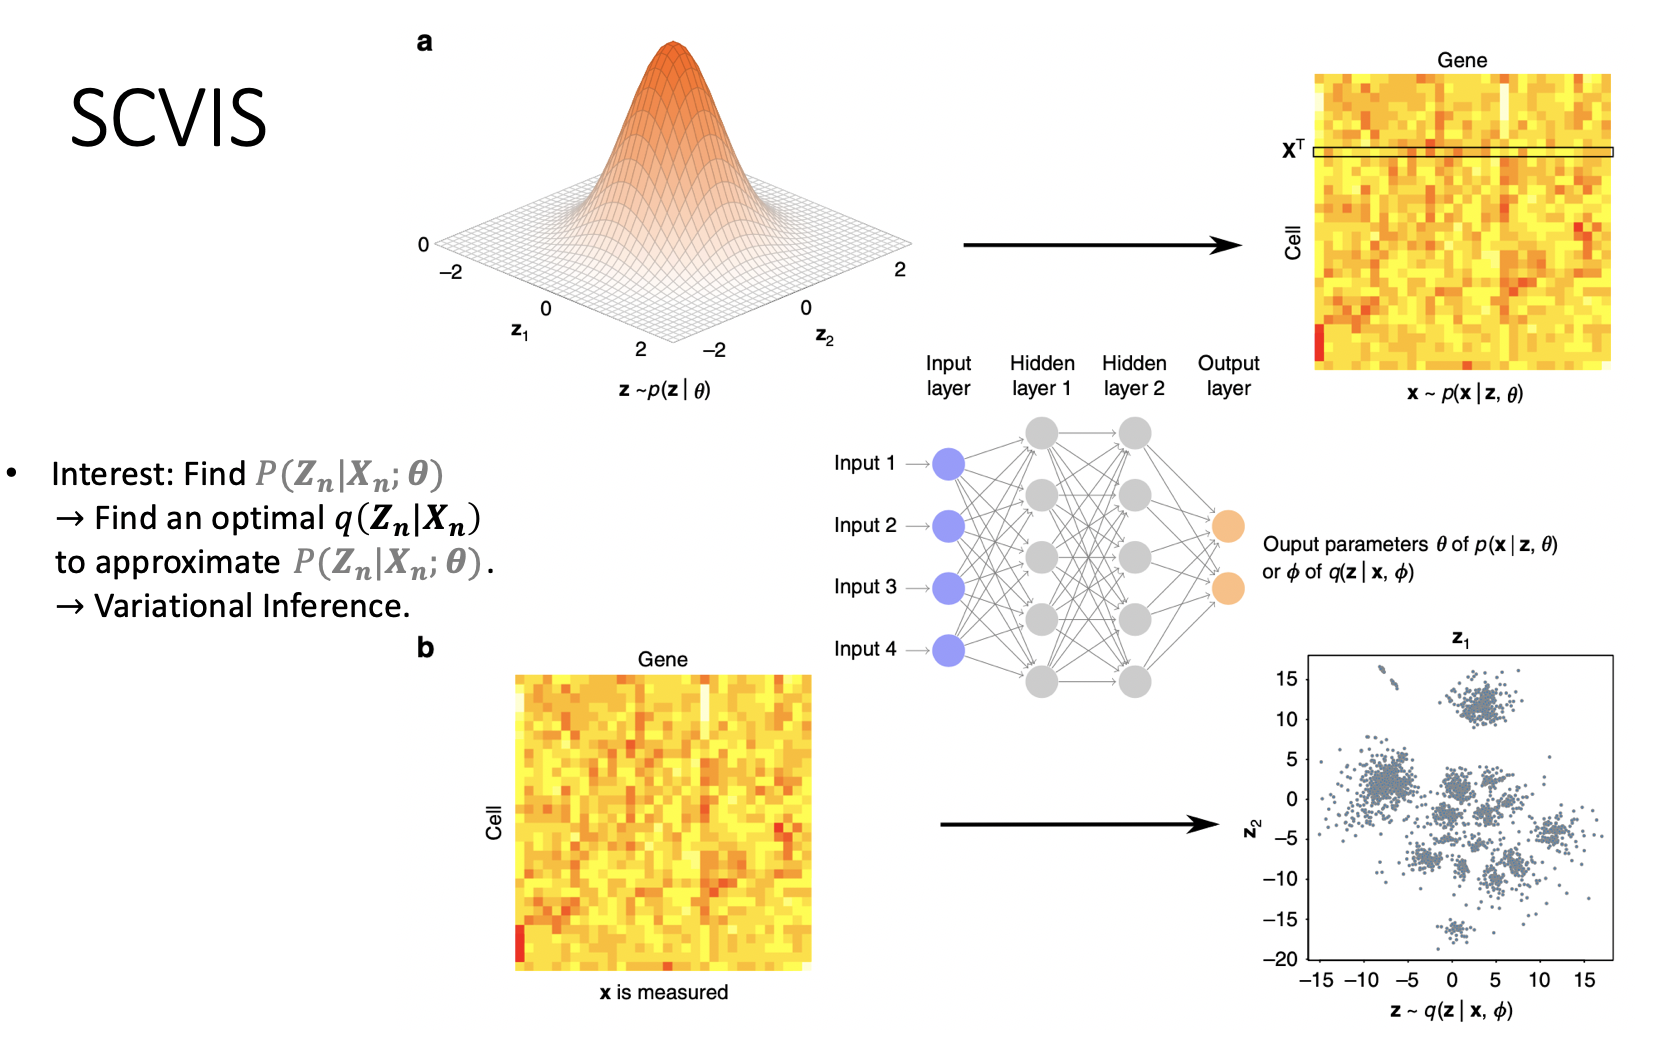 SCVIS
• Interest: Find P(Zₙ|Xₙ; θ)
→ Find an optimal q(Zₙ|Xₙ)
to approximate P(Zₙ|Xₙ; θ).
→ Variational Inference.
a
0
−2
0
2
z₁
−2
0
2
z₂
z ~p(z | θ)
Gene
Xᵀ
Cell
x ~ p(x | z, θ)
Input layer
Hidden layer 1
Hidden layer 2
Output layer
Input 1
Input 2
Input 3
Input 4
Ouput parameters θ of p(x | z, θ)
or ϕ of q(z | x, ϕ)
b
Gene
Cell
x is measured
z₁
z₂
15
10
5
0
−5
−10
−15
−20
−15 −10 −5 0 5 10 15
z ~ q(z | x, ϕ)